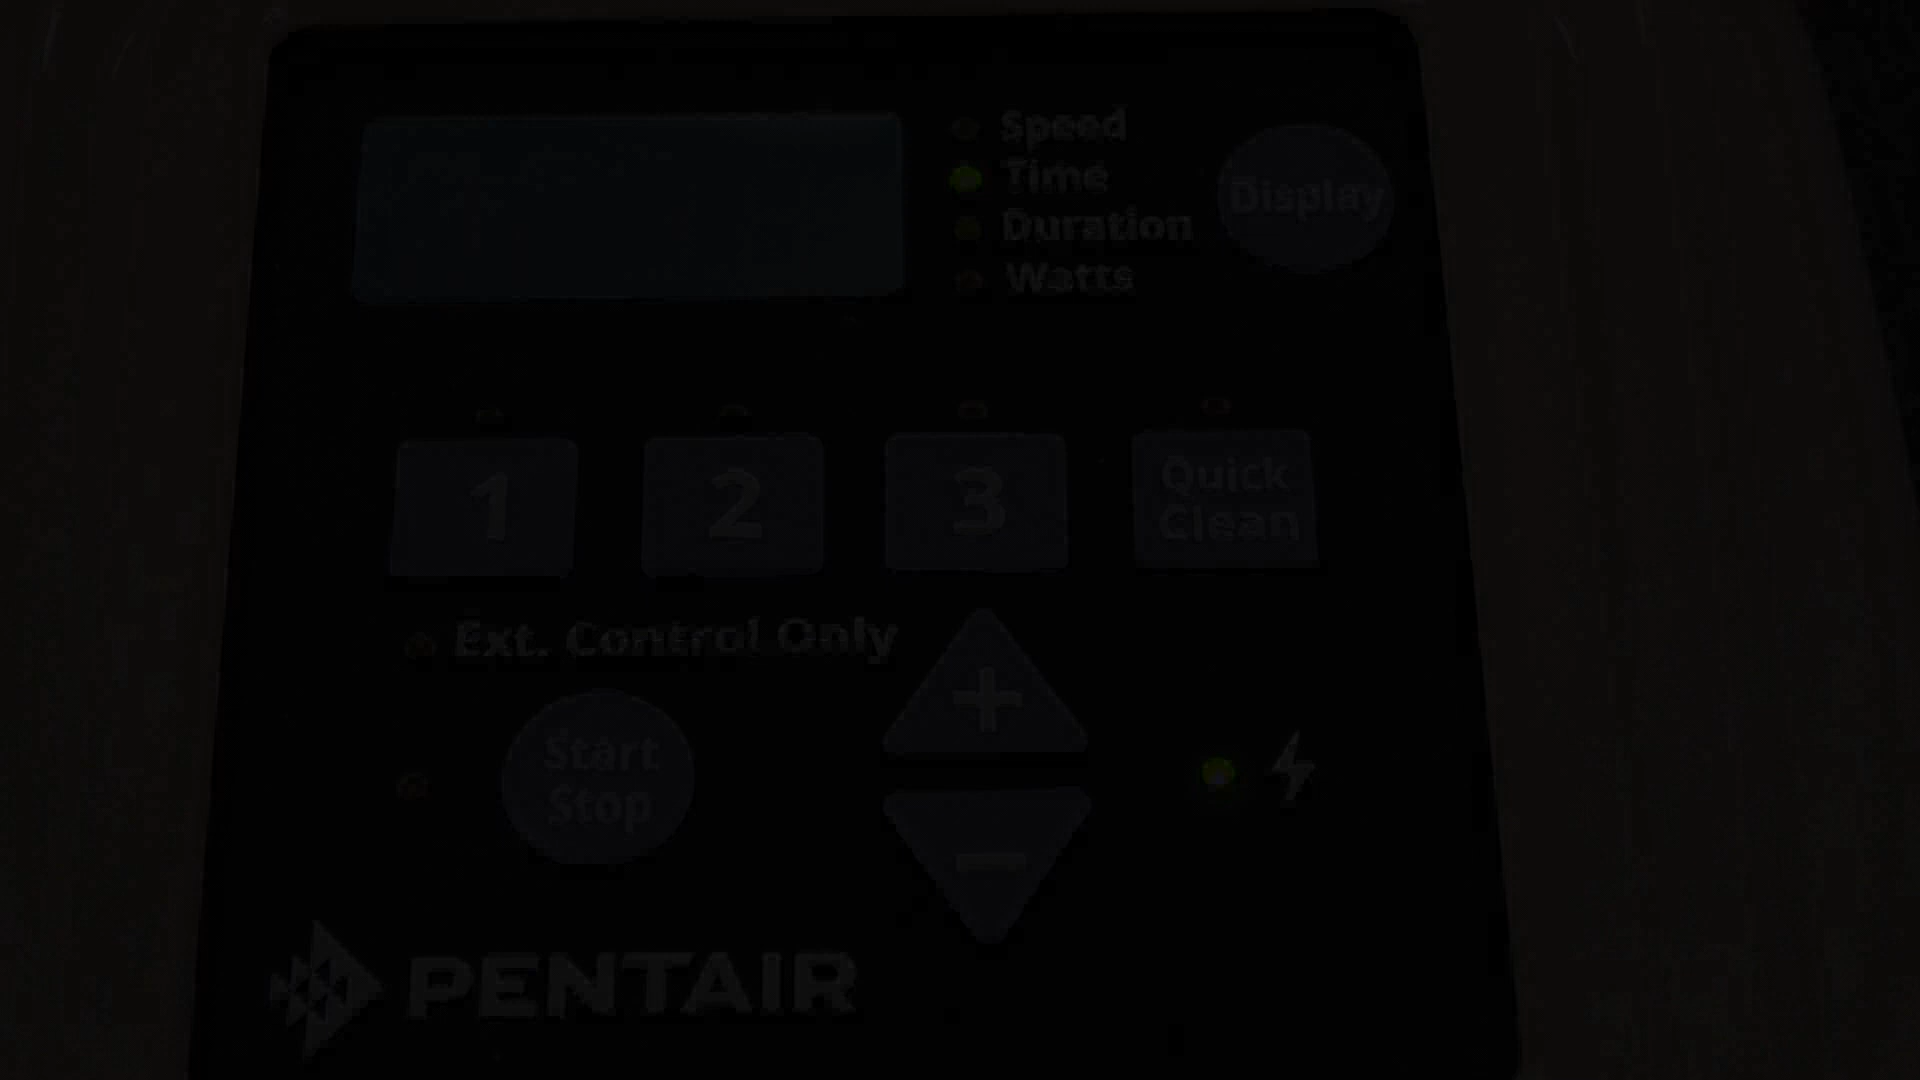 Speed
Time
Duration
Watts
Display
1
2
3
Quick
Clean
Ext. Control Only
+
Start
Stop
−
PENTAIR